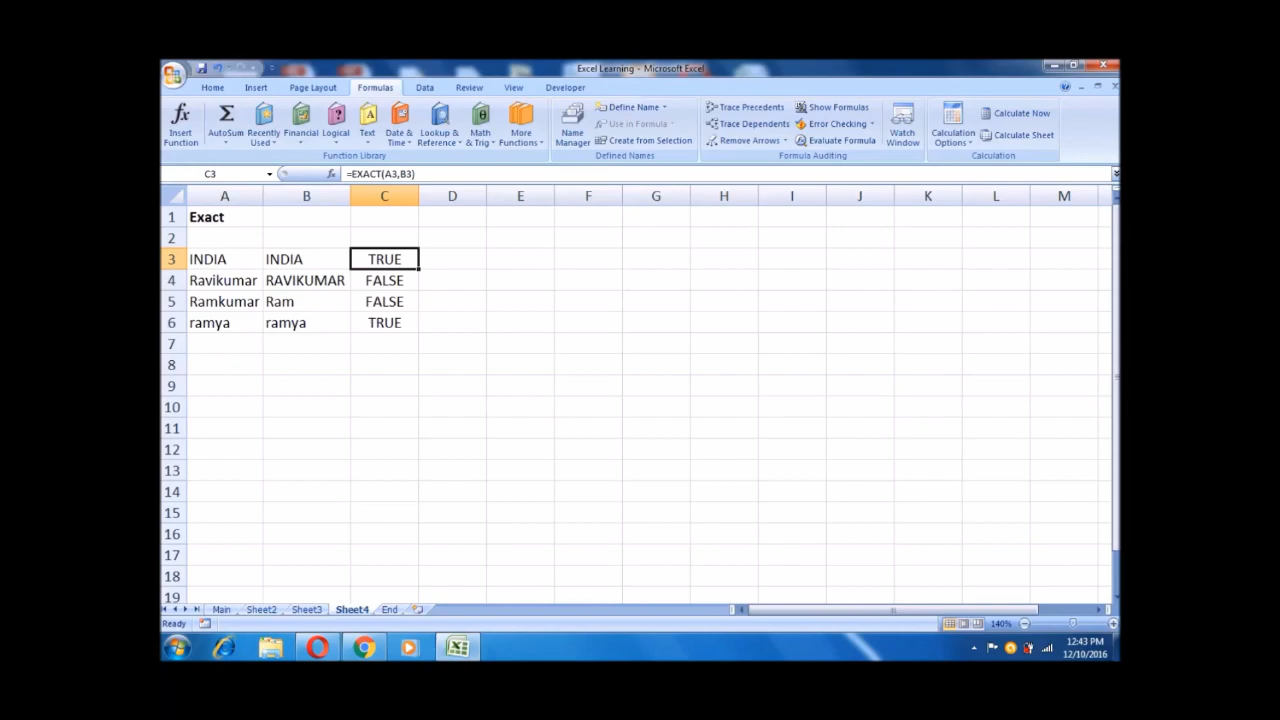 Excel Learning - Microsoft Excel
Home Insert Page Layout Formulas Data Review View Developer
Insert Function
AutoSum
Recently Used
Financial
Logical
Text
Date & Time
Lookup & Reference
Math & Trig
More Functions
Function Library
Name Manager
Define Name
Use in Formula
Create from Selection
Defined Names
Trace Precedents
Trace Dependents
Remove Arrows
Show Formulas
Error Checking
Evaluate Formula
Formula Auditing
Watch Window
Calculation Options
Calculate Now
Calculate Sheet
Calculation
C3 fx =EXACT(A3,B3)
A B C D E F G H I J K L M
1 Exact
2
3 INDIA INDIA TRUE
4 Ravikumar RAVIKUMAR FALSE
5 Ramkumar Ram FALSE
6 ramya ramya TRUE
7
8
9
10
11
12
13
14
15
16
17
18
19
Main Sheet2 Sheet3 Sheet4 End
Ready 140%
12:43 PM
12/10/2016